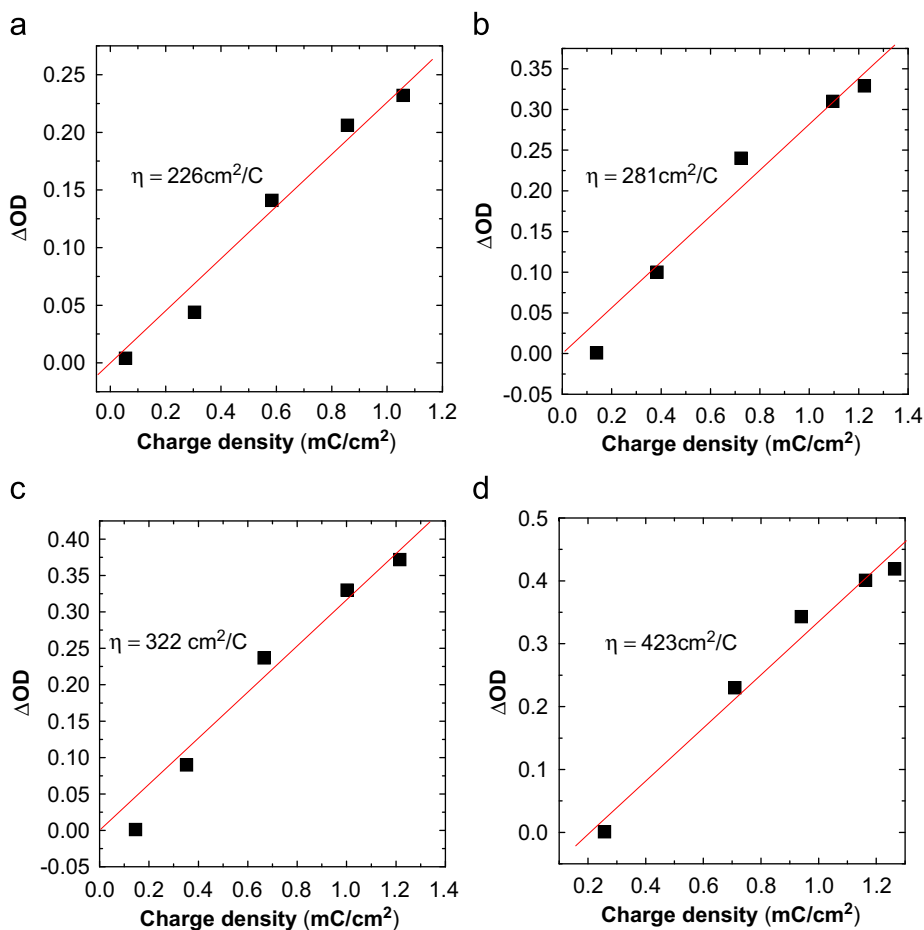 a
0.25
0.20
0.15
0.10
0.05
0.00
ΔOD
η = 226cm²/C
0.0 0.2 0.4 0.6 0.8 1.0 1.2
Charge density (mC/cm²)
b
0.35
0.30
0.25
0.20
0.15
0.10
0.05
0.00
-0.05
ΔOD
η = 281cm²/C
0.0 0.2 0.4 0.6 0.8 1.0 1.2 1.4
Charge density (mC/cm²)
c
0.40
0.35
0.30
0.25
0.20
0.15
0.10
0.05
0.00
-0.05
ΔOD
η = 322 cm²/C
0.0 0.2 0.4 0.6 0.8 1.0 1.2 1.4
Charge density (mC/cm²)
d
0.5
0.4
0.3
0.2
0.1
0.0
ΔOD
η = 423cm²/C
0.2 0.4 0.6 0.8 1.0 1.2
Charge density (mC/cm²)